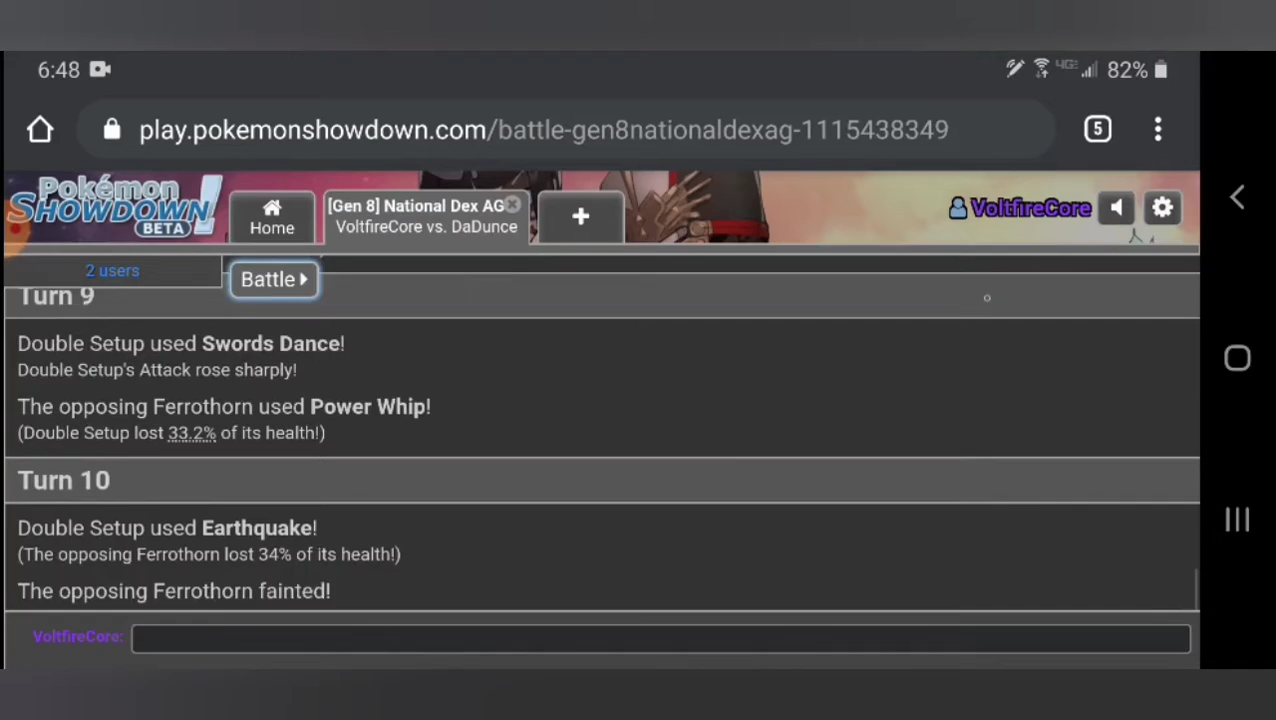 6:48 4GE 82%
play.pokemonshowdown.com/battle-gen8nationaldexag-1115438349 5
Pokémon
SHOWDOWN!
BETA
Home
[Gen 8] National Dex AG
VoltfireCore vs. DaDunce
+
VoltfireCore
2 users
Battle
Turn 9
Double Setup used Swords Dance!
Double Setup's Attack rose sharply!
The opposing Ferrothorn used Power Whip!
(Double Setup lost 33.2% of its health!)
Turn 10
Double Setup used Earthquake!
(The opposing Ferrothorn lost 34% of its health!)
The opposing Ferrothorn fainted!
VoltfireCore: